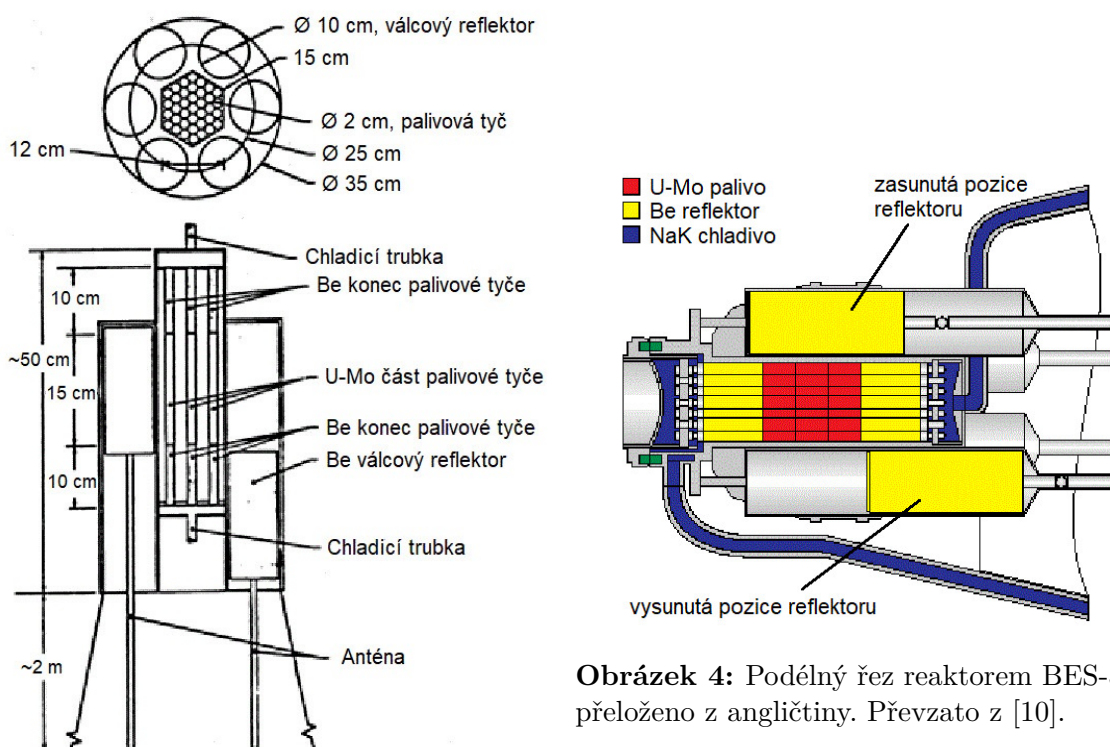 Ø 10 cm, válcový reflektor
15 cm
Ø 2 cm, palivová tyč
12 cm
Ø 25 cm
Ø 35 cm
Chladicí trubka
Be konec palivové tyče
10 cm
~50 cm
15 cm
U-Mo část palivové tyče
Be konec palivové tyče
Be válcový reflektor
10 cm
Chladicí trubka
Anténa
~2 m
U-Mo palivo
Be reflektor
NaK chladivo
zasunutá pozice
reflektoru
vysunutá pozice reflektoru
Obrázek 4: Podélný řez reaktorem BES-
přeloženo z angličtiny. Převzato z [10].